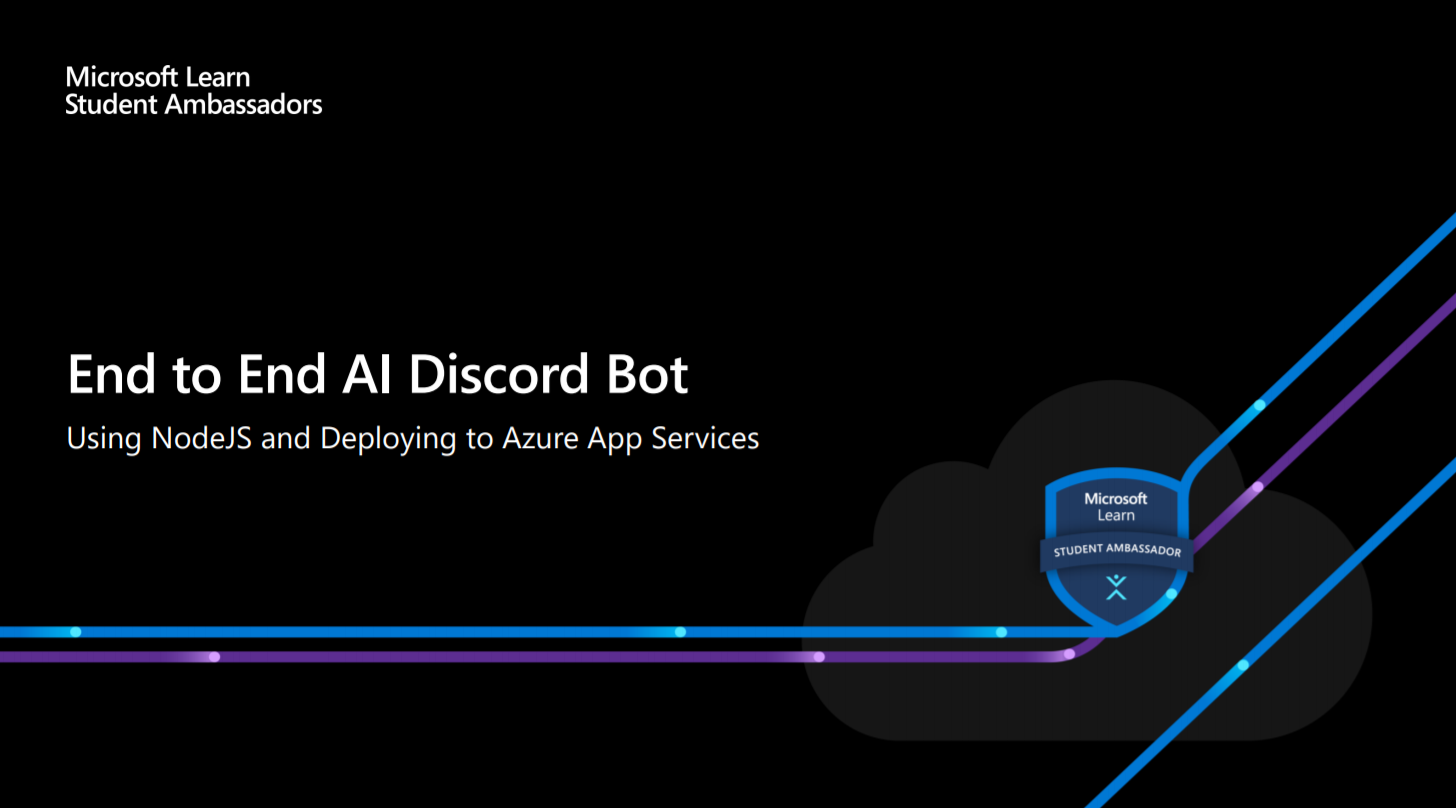 Microsoft Learn
Student Ambassadors
End to End AI Discord Bot
Using NodeJS and Deploying to Azure App Services
Microsoft
Learn
STUDENT AMBASSADOR